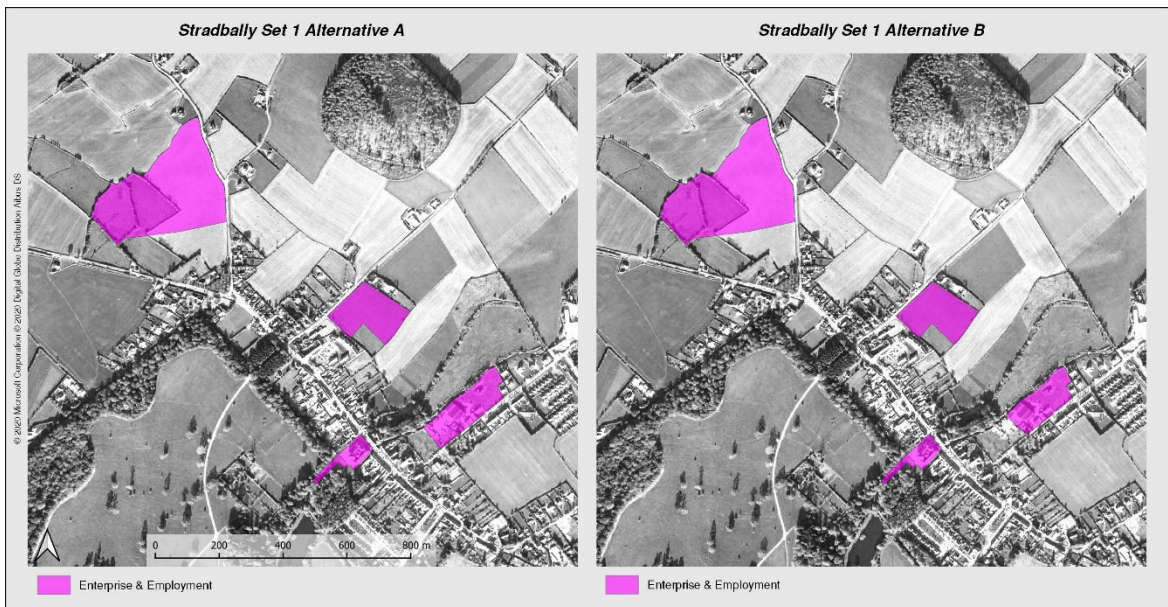 Stradbally Set 1 Alternative A
Stradbally Set 1 Alternative B
© 2020 Microsoft Corporation © 2020 Digital Globe Distribution Aibus DS
0 200 400 600 800 m
Enterprise & Employment
Enterprise & Employment